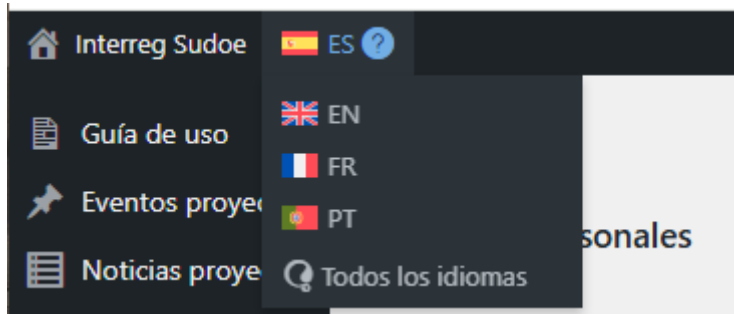 Interreg Sudoe ES ?
EN
Guía de uso
FR
Eventos proye
PT
sonales
Noticias proye
Todos los idiomas